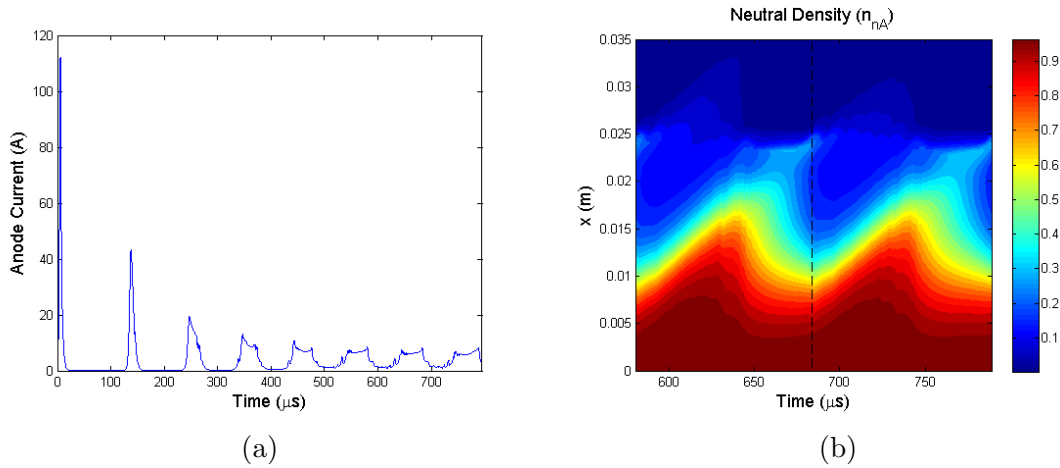 120
100
80
60
40
20
0
Anode Current (A)
0 100 200 300 400 500 600 700
Time (μs)
(a)
Neutral Density (n_nA)
0.035
0.03
0.025
0.02
0.015
0.01
0.005
0
x (m)
600 650 700 750
Time (μs)
0.9
0.8
0.7
0.6
0.5
0.4
0.3
0.2
0.1
(b)